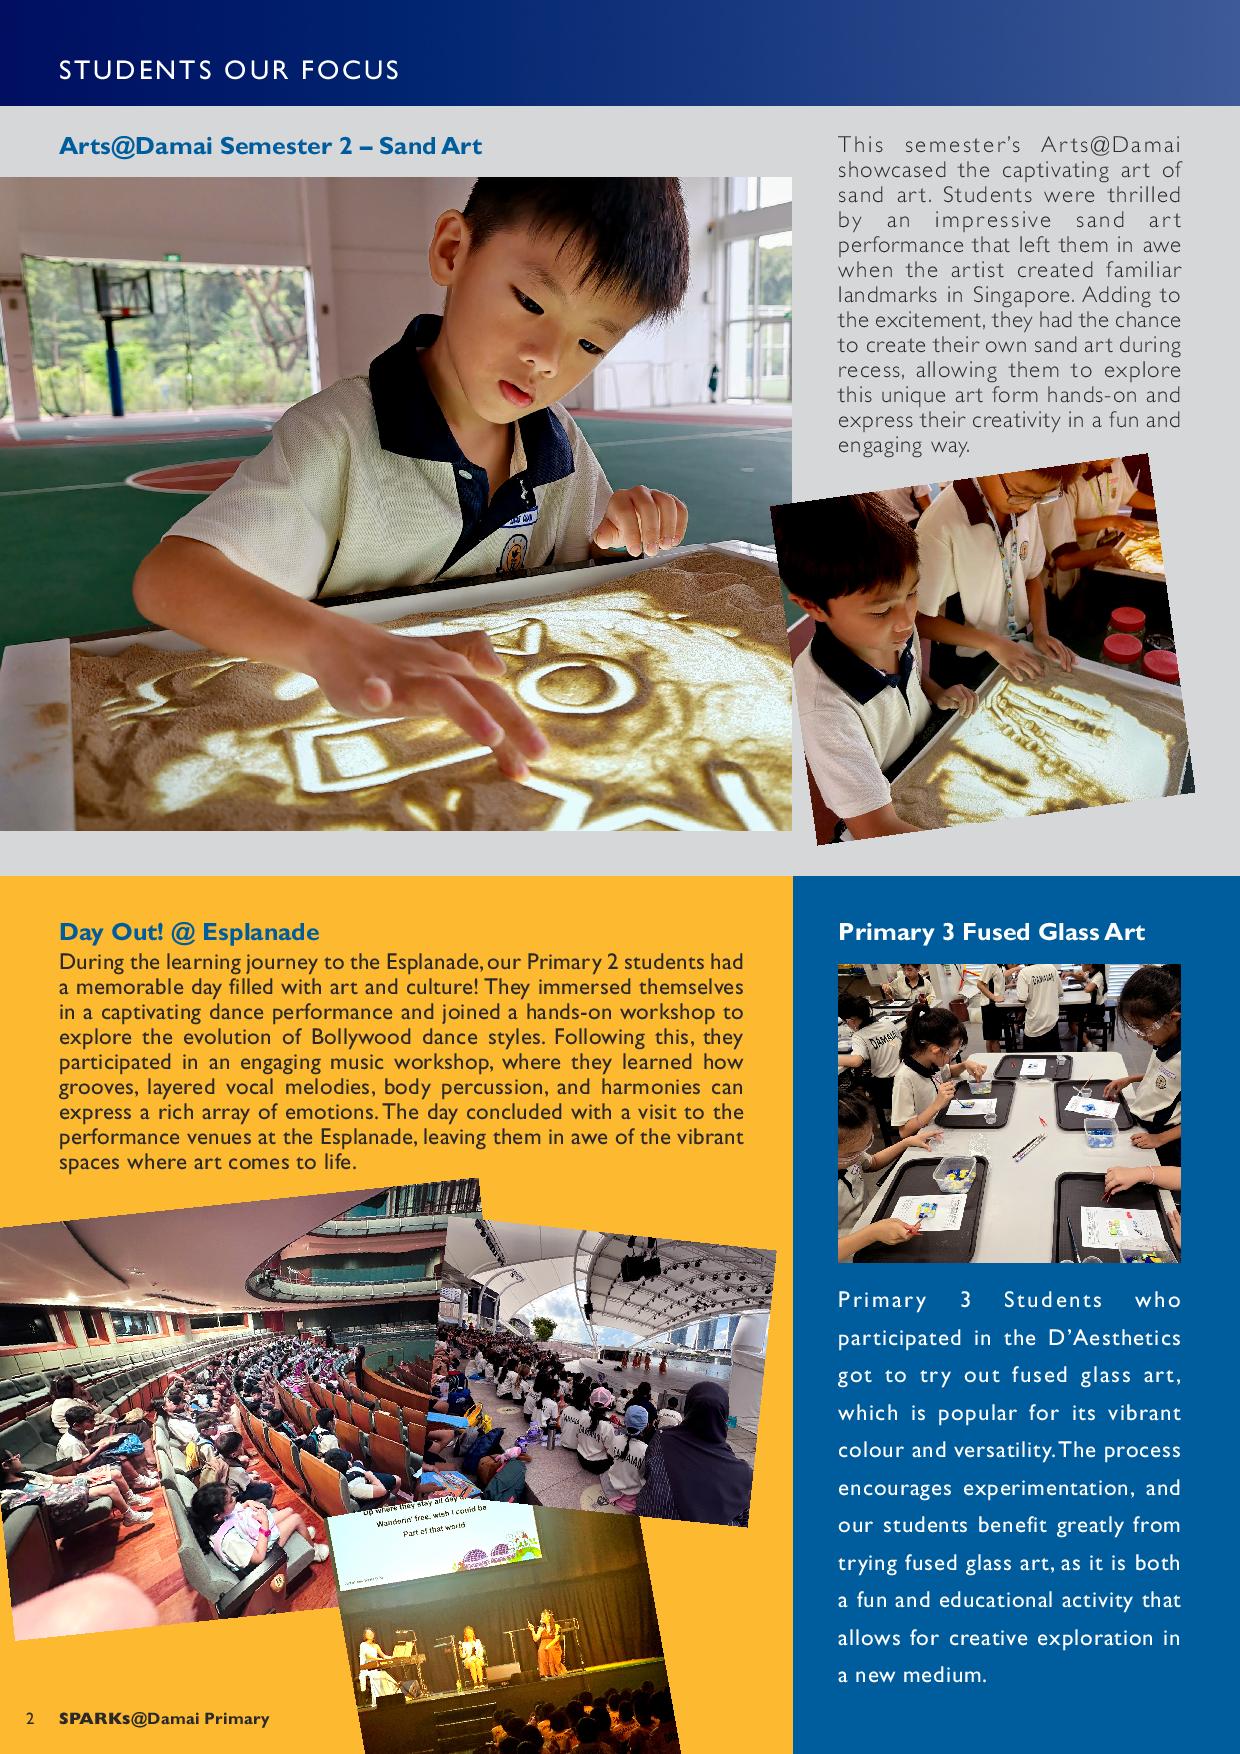 STUDENTS OUR FOCUS
Arts@Damai Semester 2 – Sand Art
This semester's Arts@Damai
showcased the captivating art of
sand art. Students were thrilled
by an impressive sand art
performance that left them in awe
when the artist created familiar
landmarks in Singapore. Adding to
the excitement, they had the chance
to create their own sand art during
recess, allowing them to explore
this unique art form hands-on and
express their creativity in a fun and
engaging way.
Day Out! @ Esplanade
During the learning journey to the Esplanade, our Primary 2 students had
a memorable day filled with art and culture! They immersed themselves
in a captivating dance performance and joined a hands-on workshop to
explore the evolution of Bollywood dance styles. Following this, they
participated in an engaging music workshop, where they learned how
grooves, layered vocal melodies, body percussion, and harmonies can
express a rich array of emotions. The day concluded with a visit to the
performance venues at the Esplanade, leaving them in awe of the vibrant
spaces where art comes to life.
Up where they stay all day
Wanderin' free, wish I could be
Part of that world
DAMAIAN
Primary 3 Fused Glass Art
DAMAIAN
DAMAIAN
Primary 3 Students who
participated in the D'Aesthetics
got to try out fused glass art,
which is popular for its vibrant
colour and versatility. The process
encourages experimentation, and
our students benefit greatly from
trying fused glass art, as it is both
a fun and educational activity that
allows for creative exploration in
a new medium.
2 SPARKs@Damai Primary